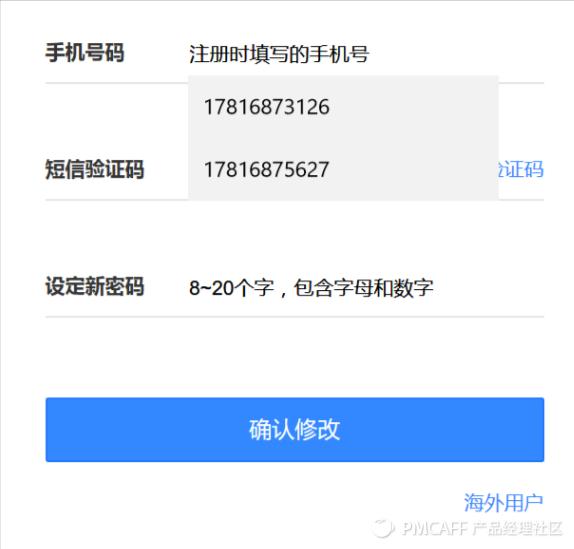 手机号码 注册时填写的手机号
17816873126
短信验证码 17816875627 验证码
设定新密码 8~20个字，包含字母和数字
确认修改
海外用户
PMCAFF 产品经理社区